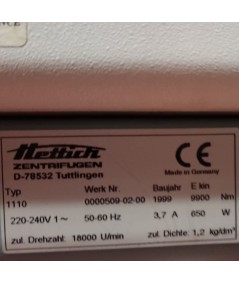 Hettich
ZENTRIFUGEN
D-78532 Tuttlingen
CE
Made in Germany
Typ Werk Nr. Baujahr E kin
1110 0000509-02-00 1999 9900 Nm
220-240V 1~ 50-60 Hz 3,7 A 650 W
zul. Drehzahl: 18000 U/min zul. Dichte: 1,2 kg/dm³